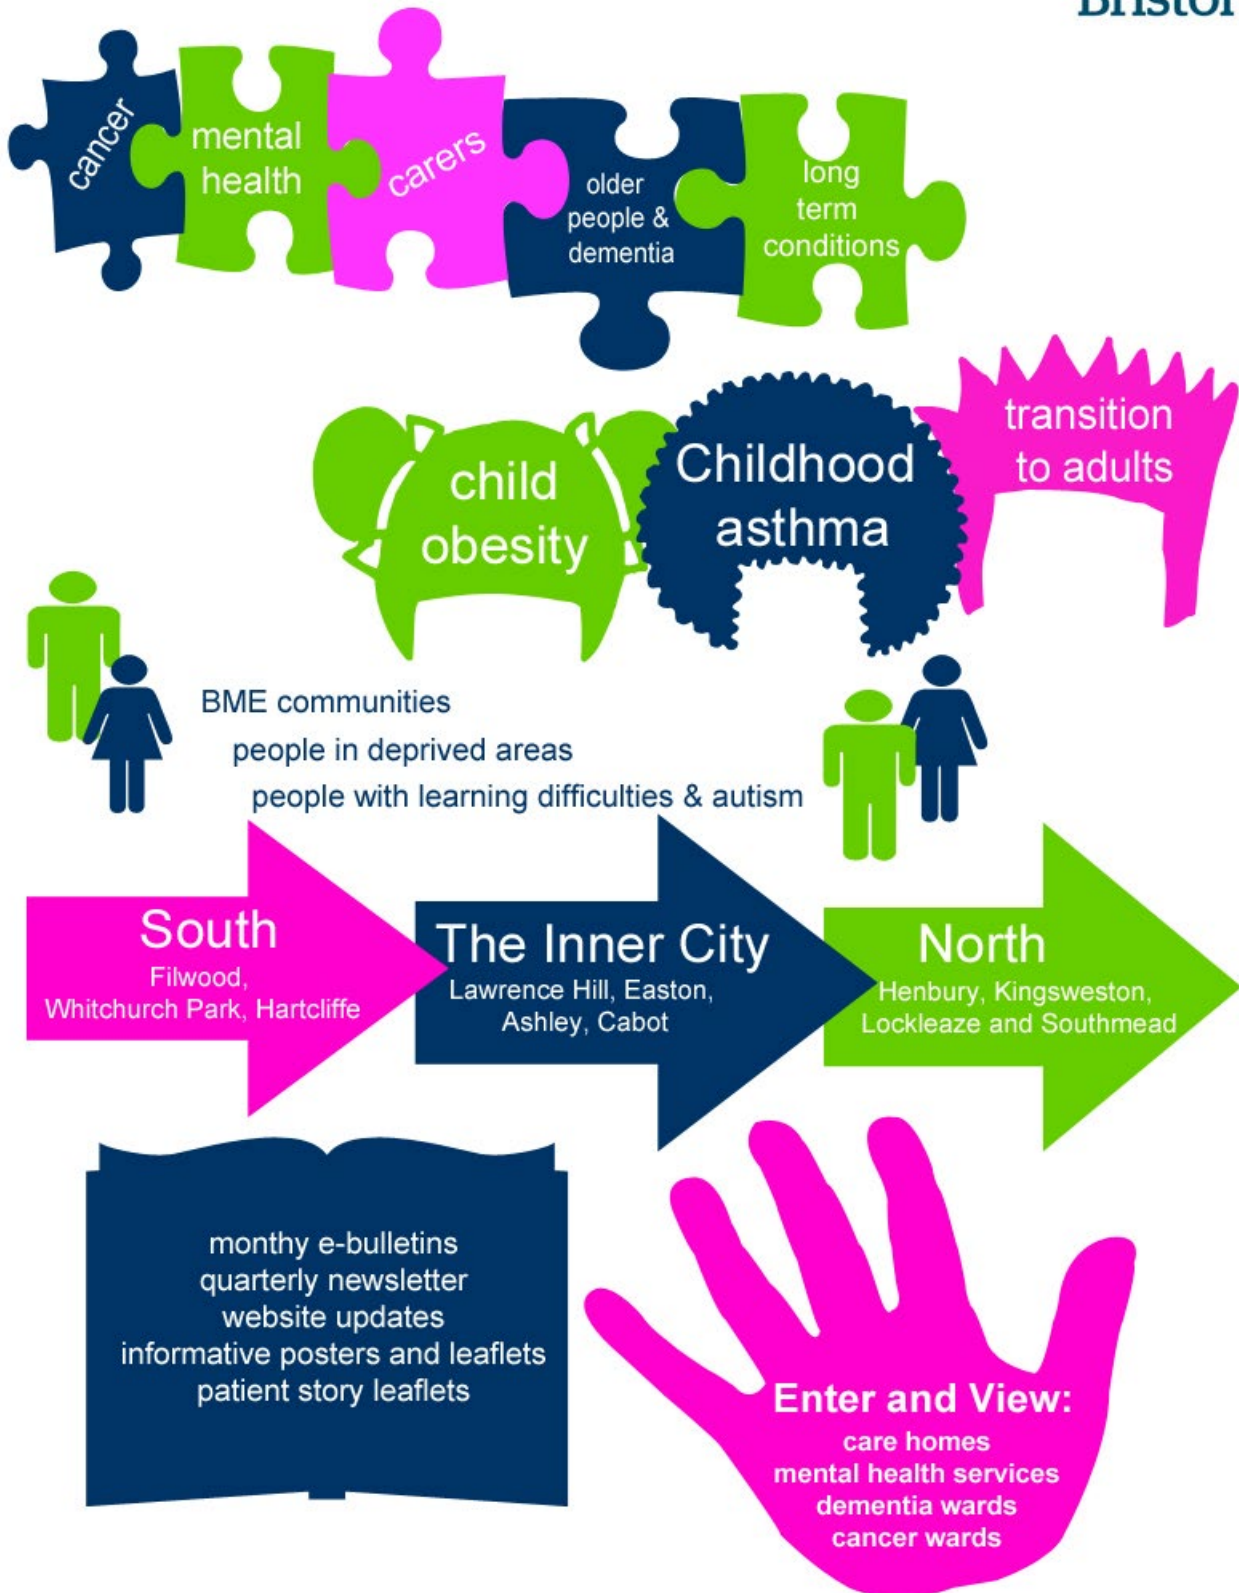 Bristol
cancer
mental
health
carers
older
people &
dementia
long
term
conditions
child
obesity
Childhood
asthma
transition
to adults
BME communities
people in deprived areas
people with learning difficulties & autism
South
Filwood,
Whitchurch Park, Hartcliffe
The Inner City
Lawrence Hill, Easton,
Ashley, Cabot
North
Henbury, Kingsweston,
Lockleaze and Southmead
monthy e-bulletins
quarterly newsletter
website updates
informative posters and leaflets
patient story leaflets
Enter and View:
care homes
mental health services
dementia wards
cancer wards